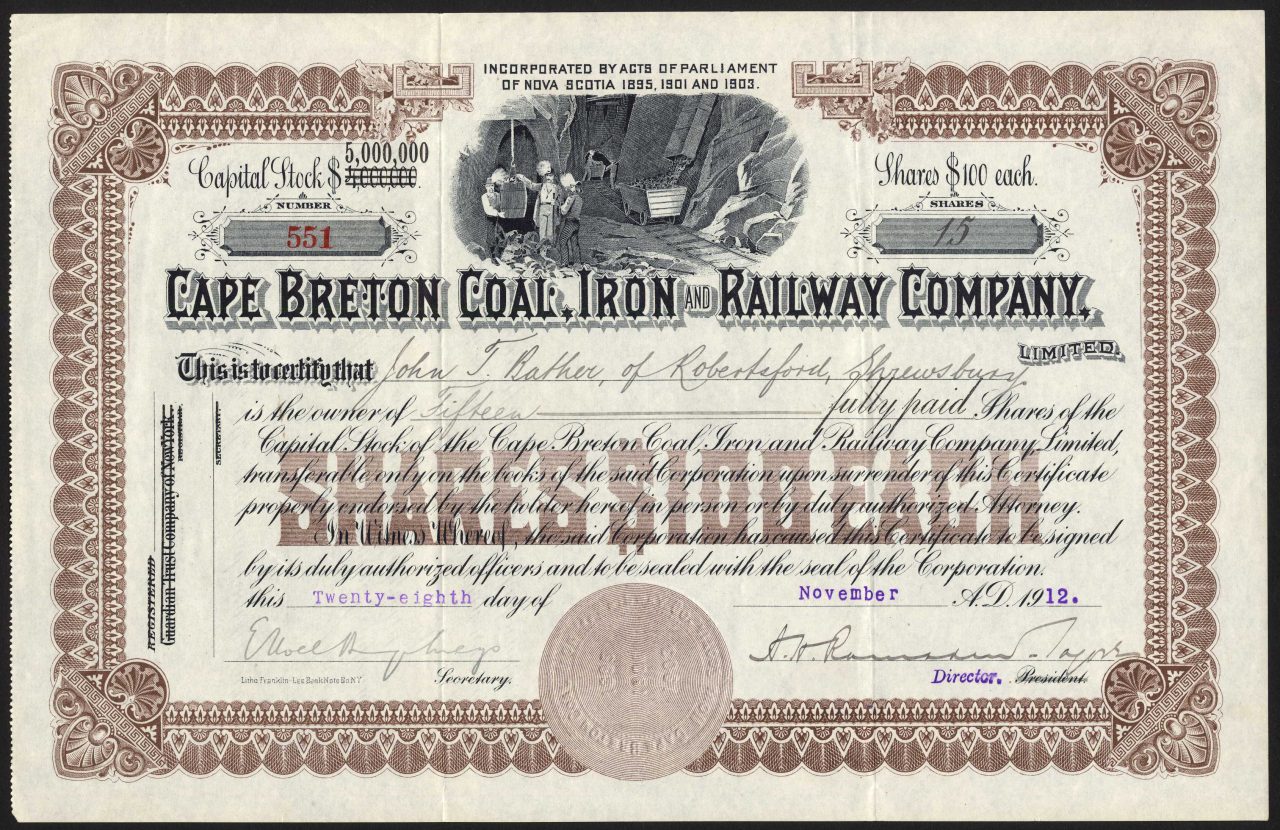 INCORPORATED BY ACTS OF PARLIAMENT
OF NOVA SCOTIA 1895, 1901 AND 1903.
5,000,000
Capital Stock $
Shares $100 each.
NUMBER
SHARES
551
15
CAPE BRETON COAL, IRON AND RAILWAY COMPANY,
LIMITED.
This is to certify that John T. Rather, of Robertsford, Shrewsbury
is the owner of Fifteen fully paid Shares of the
Capital Stock of the Cape Breton Coal, Iron and Railway Company, Limited,
transferable only on the books of the said Corporation upon surrender of this Certificate
properly endorsed by the holder hereof in person or by duly authorized Attorney.
In Witness Whereof, the said Corporation has caused this Certificate to be signed
by its duly authorized officers and to be sealed with the seal of the Corporation.
SHARES $100 EACH
this Twenty-eighth day of November A.D. 1912.
Secretary.
Director. President.
Litho Franklin-Lee Bank Note Co NY
REGISTERED
Guardian Trust Company of New York
REGISTRAR.
SECRETARY.